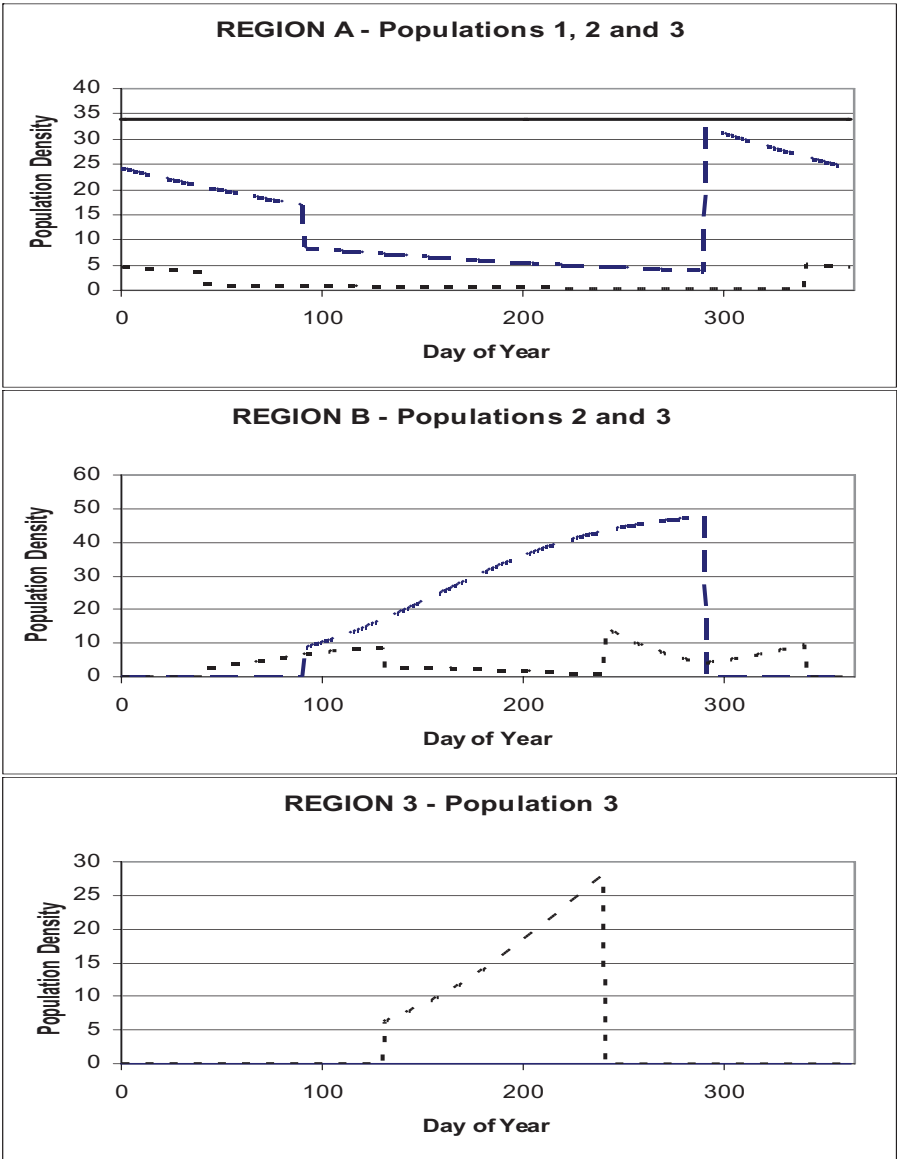 REGION A - Populations 1, 2 and 3
Population Density
40
35
30
25
20
15
10
5
0
0 100 200 300
Day of Year
REGION B - Populations 2 and 3
Population Density
60
50
40
30
20
10
0
0 100 200 300
Day of Year
REGION 3 - Population 3
Population Density
30
25
20
15
10
5
0
0 100 200 300
Day of Year